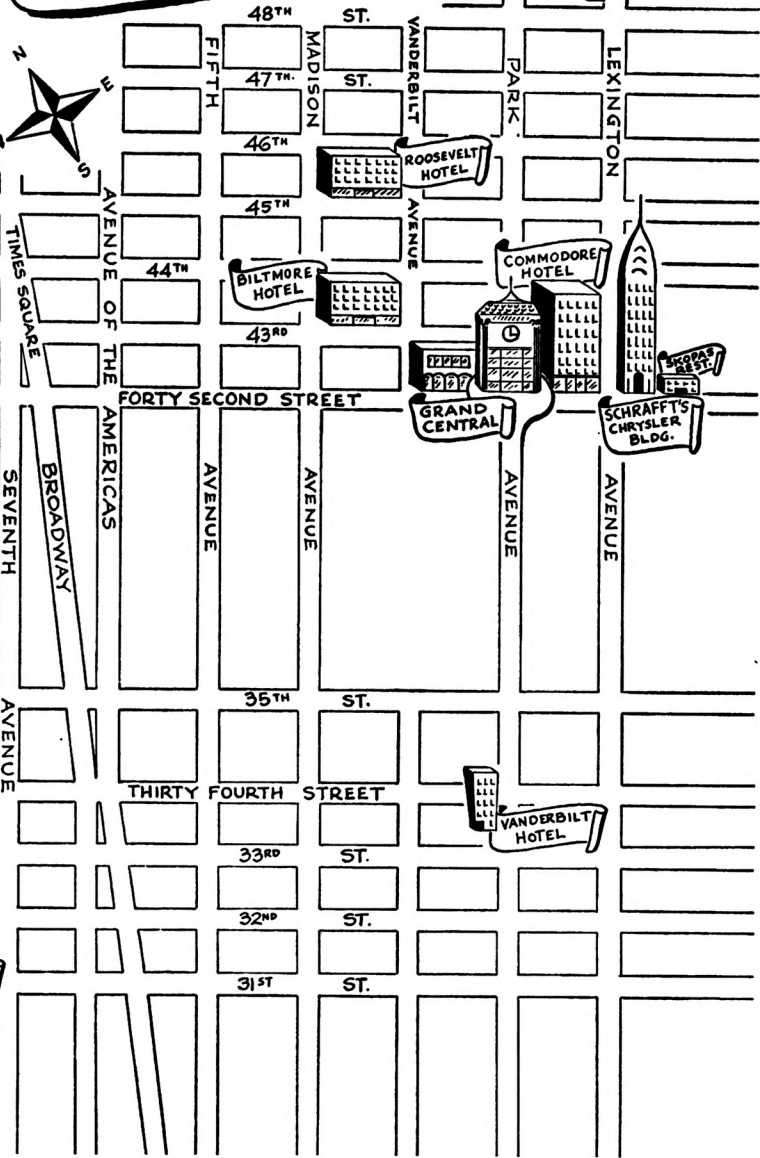 48TH ST.
FIFTH
MADISON
VANDERBILT
PARK
LEXINGTON
N
E
S
47TH. ST.
46TH
ROOSEVELT
HOTEL
45TH
AVENUE
AVENUE OF THE AMERICAS
TIMES SQUARE
44TH
BILTMORE
HOTEL
COMMODORE
HOTEL
43RD
SKOPAS
REST.
FORTY SECOND STREET
GRAND
CENTRAL
SCHRAFFT'S
CHRYSLER
BLDG.
SEVENTH
BROADWAY
AVENUE
AVENUE
AVENUE
AVENUE
35TH ST.
AVENUE
THIRTY FOURTH STREET
VANDERBILT
HOTEL
33RD ST.
32ND ST.
31ST ST.